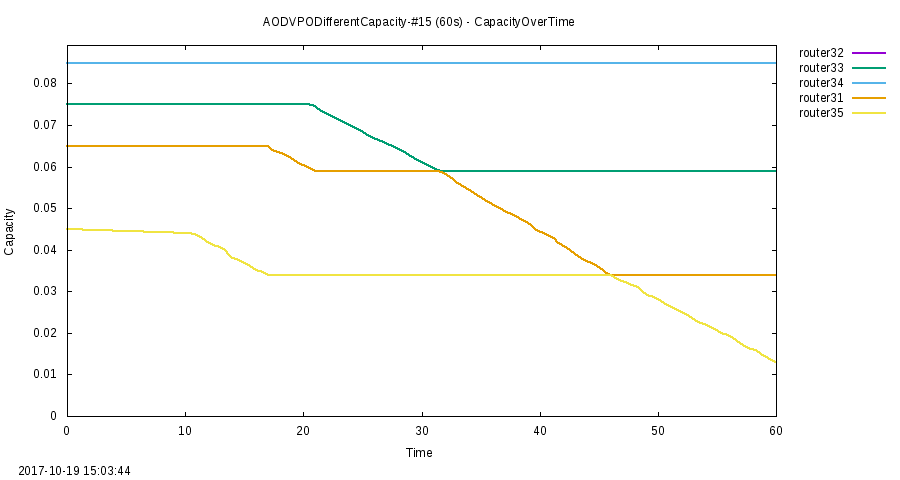 AODVPODifferentCapacity-#15 (60s) - CapacityOverTime
router32
router33
router34
router31
router35
0.08
0.07
0.06
0.05
0.04
0.03
0.02
0.01
0
Capacity
0 10 20 30 40 50 60
Time
2017-10-19 15:03:44